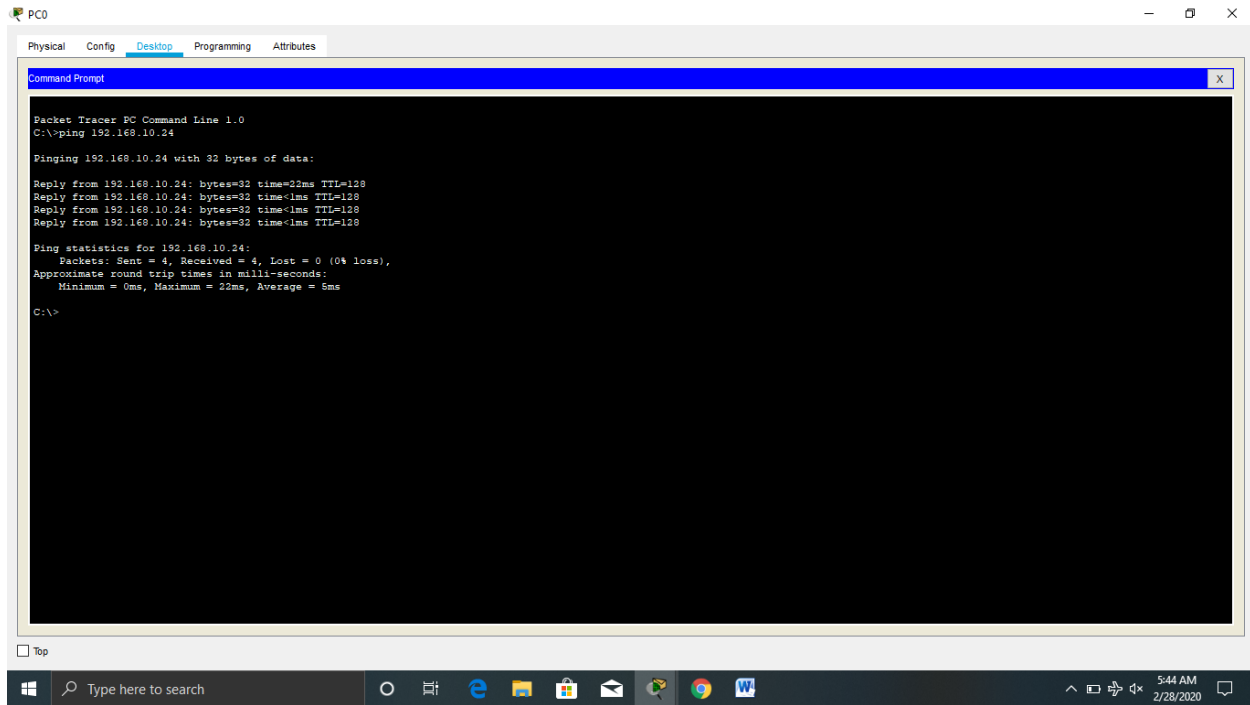 PC0
Physical Config Desktop Programming Attributes
Command Prompt
X
Packet Tracer PC Command Line 1.0
C:\>ping 192.168.10.24
Pinging 192.168.10.24 with 32 bytes of data:
Reply from 192.168.10.24: bytes=32 time=22ms TTL=128
Reply from 192.168.10.24: bytes=32 time<1ms TTL=128
Reply from 192.168.10.24: bytes=32 time<1ms TTL=128
Reply from 192.168.10.24: bytes=32 time<1ms TTL=128
Ping statistics for 192.168.10.24:
Packets: Sent = 4, Received = 4, Lost = 0 (0% loss),
Approximate round trip times in milli-seconds:
Minimum = 0ms, Maximum = 22ms, Average = 5ms
C:\>
Top
Type here to search
5:44 AM
2/28/2020